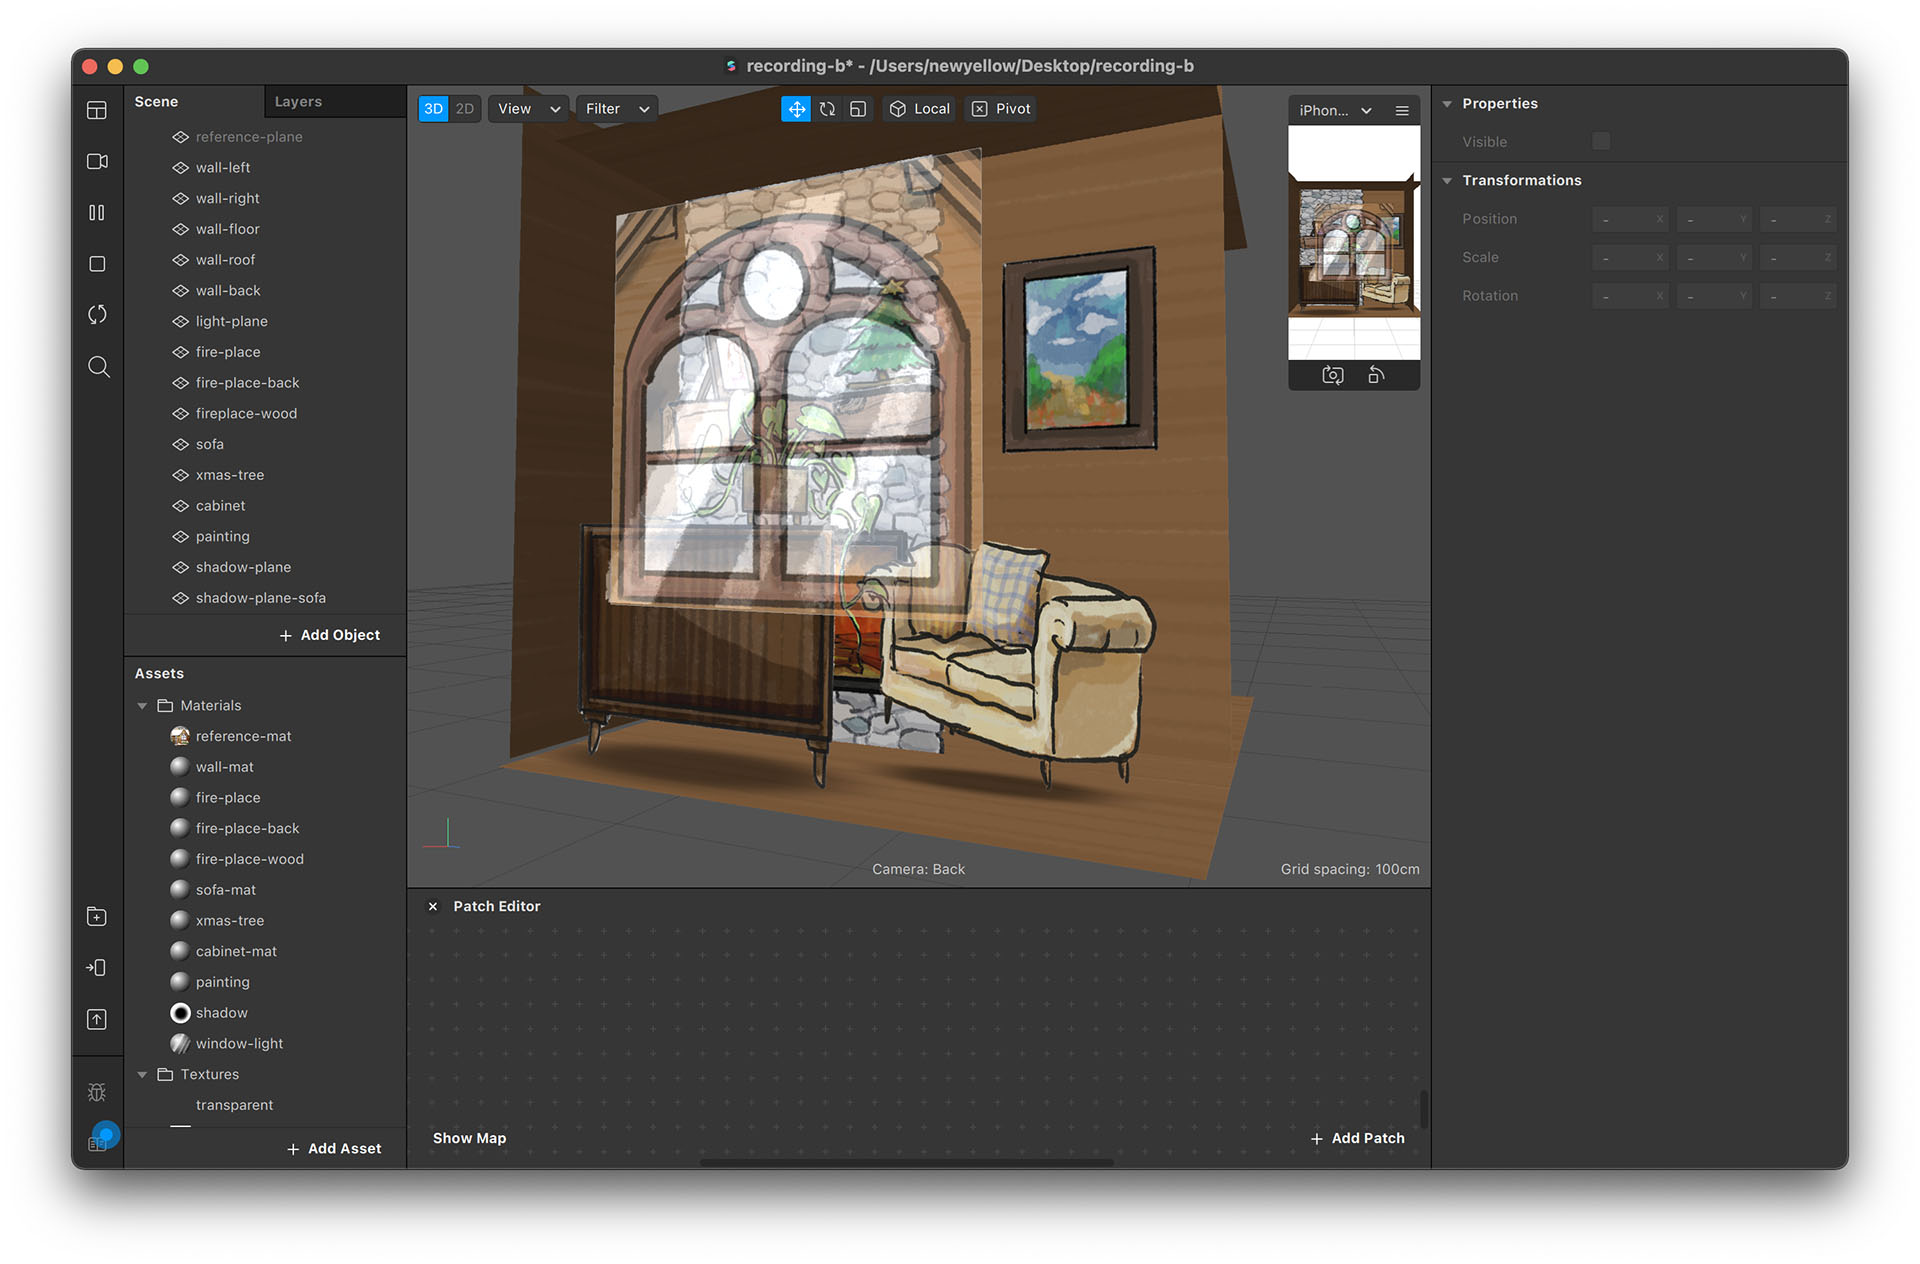 recording-b* - /Users/newyellow/Desktop/recording-b
Scene
Layers
reference-plane
wall-left
wall-right
wall-floor
wall-roof
wall-back
light-plane
fire-place
fire-place-back
fireplace-wood
sofa
xmas-tree
cabinet
painting
shadow-plane
shadow-plane-sofa
+ Add Object
Assets
Materials
reference-mat
wall-mat
fire-place
fire-place-back
fire-place-wood
sofa-mat
xmas-tree
cabinet-mat
painting
shadow
window-light
Textures
transparent
+ Add Asset
3D 2D
View
Filter
Local
Pivot
iPhon...
Camera: Back
Grid spacing: 100cm
Patch Editor
Show Map
+ Add Patch
Properties
Visible
Transformations
Position - X - Y - Z
Scale - X - Y - Z
Rotation - X - Y - Z